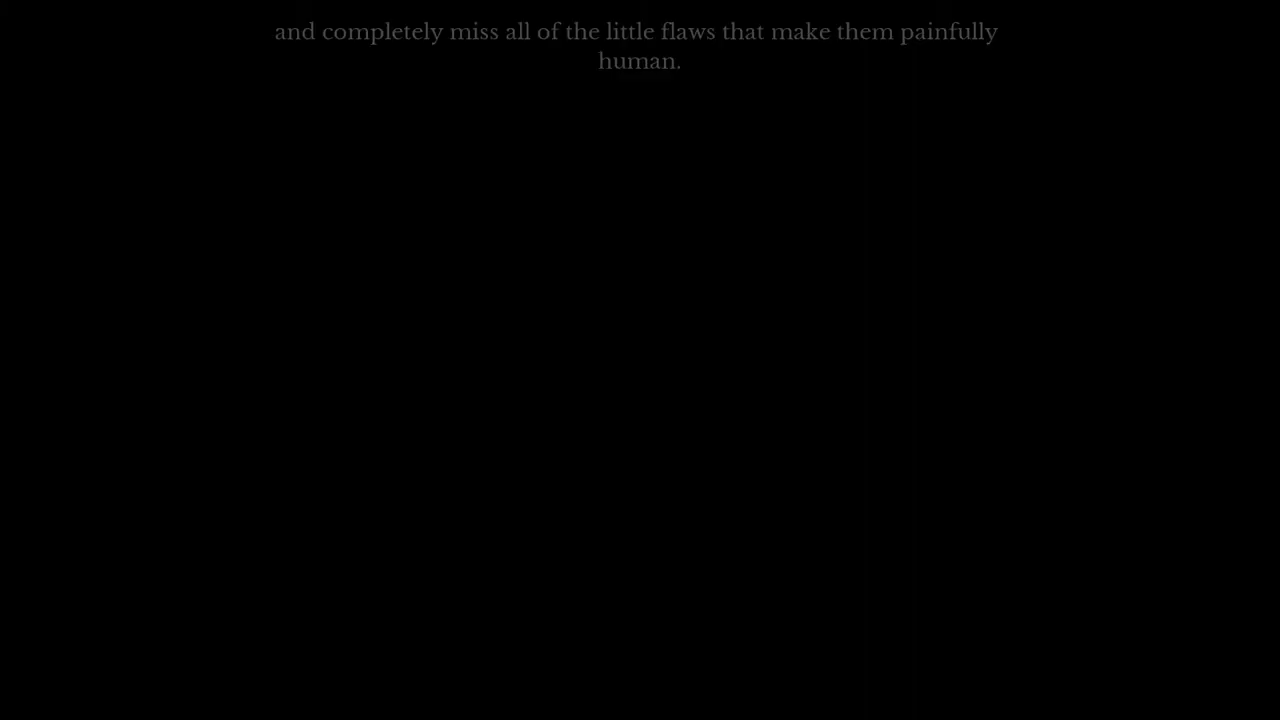 and completely miss all of the little flaws that make them painfully
human.